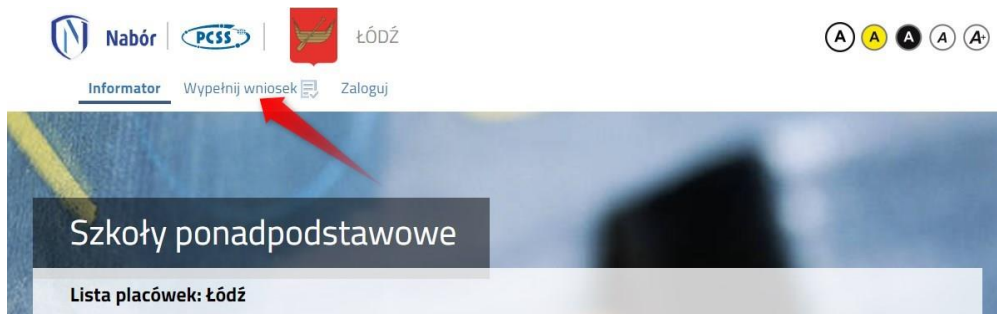 Nabór PCSS ŁÓDŹ
A A A A A+
Informator Wypełnij wniosek Zaloguj
Szkoły ponadpodstawowe
Lista placówek: Łódź